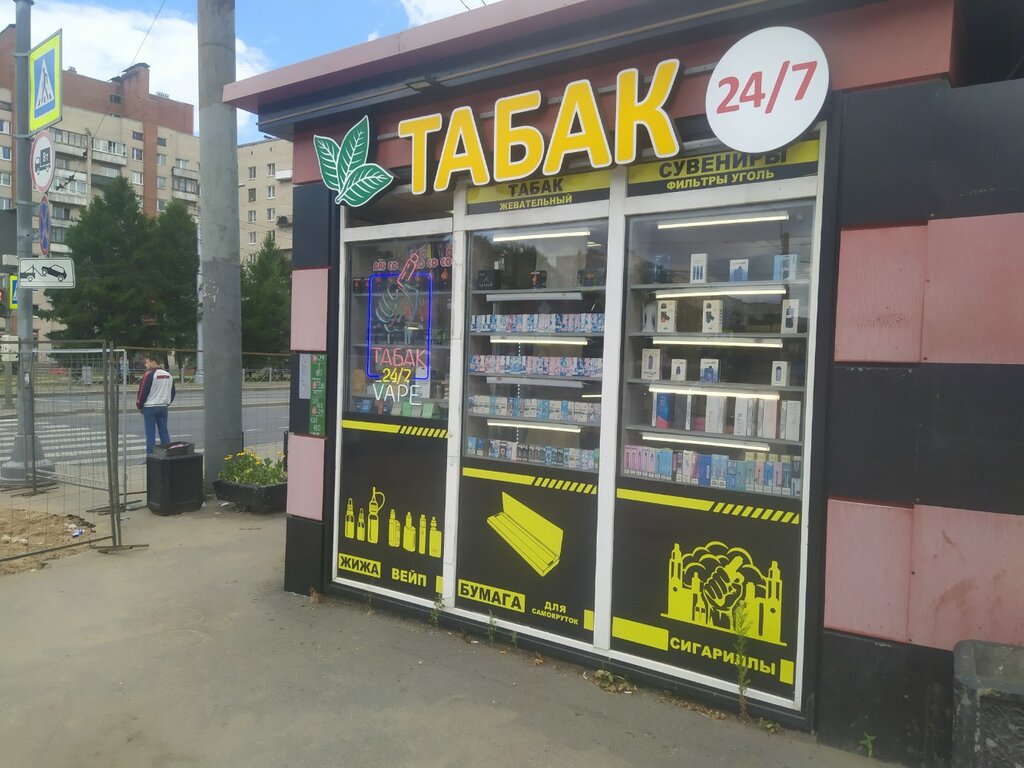 ТАБАК
24/7
ТАБАК
ЖЕВАТЕЛЬНЫЙ
СУВЕНИРЫ
ФИЛЬТРЫ УГОЛЬ
ТАБАК
24/7
VAPE
ЖИЖА
ВЕЙП
БУМАГА
ДЛЯ
САМОКРУТОК
СИГАРИЛЛЫ